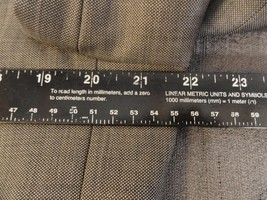 19 20 21 22 23
To read length in millimeters, add a zero
to centimeters number.
LINEAR METRIC UNITS AND SYMBOLS
1000 millimeters (mm) = 1 meter (m)
47 48 49 50 51 52 53 54 55 56 57 58 59